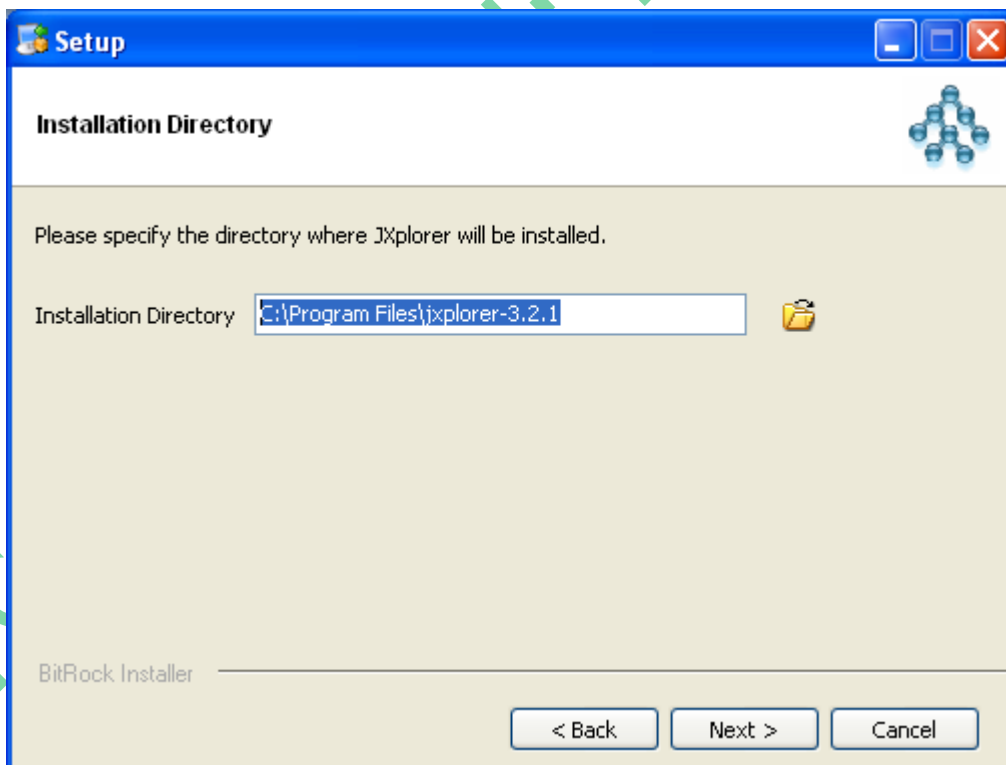 Setup
Installation Directory
Please specify the directory where JXplorer will be installed.
Installation Directory C:\Program Files\jxplorer-3.2.1
BitRock Installer
< Back Next > Cancel